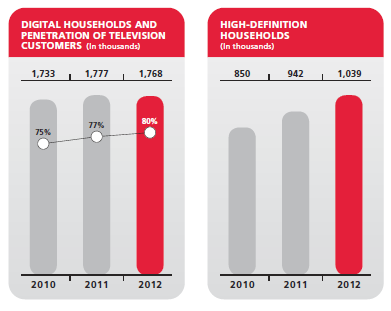 DIGITAL HOUSEHOLDS AND
PENETRATION OF TELEVISION
CUSTOMERS (In thousands)
1,733 1,777 1,768
75% 77% 80%
2010 2011 2012
HIGH-DEFINITION
HOUSEHOLDS
(In thousands)
850 942 1,039
2010 2011 2012